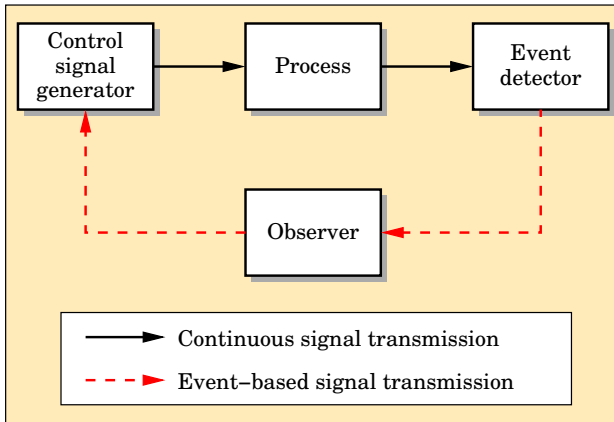 Control
signal
generator
Process
Event
detector
Observer
Continuous signal transmission
Event−based signal transmission